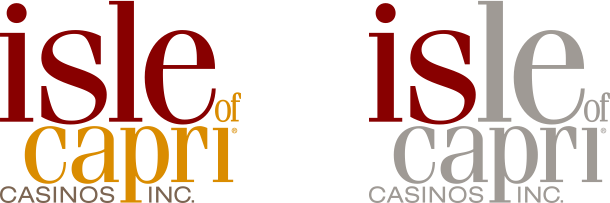 isle of
capri®
CASINOS INC.
isle of
capri®
CASINOS INC.